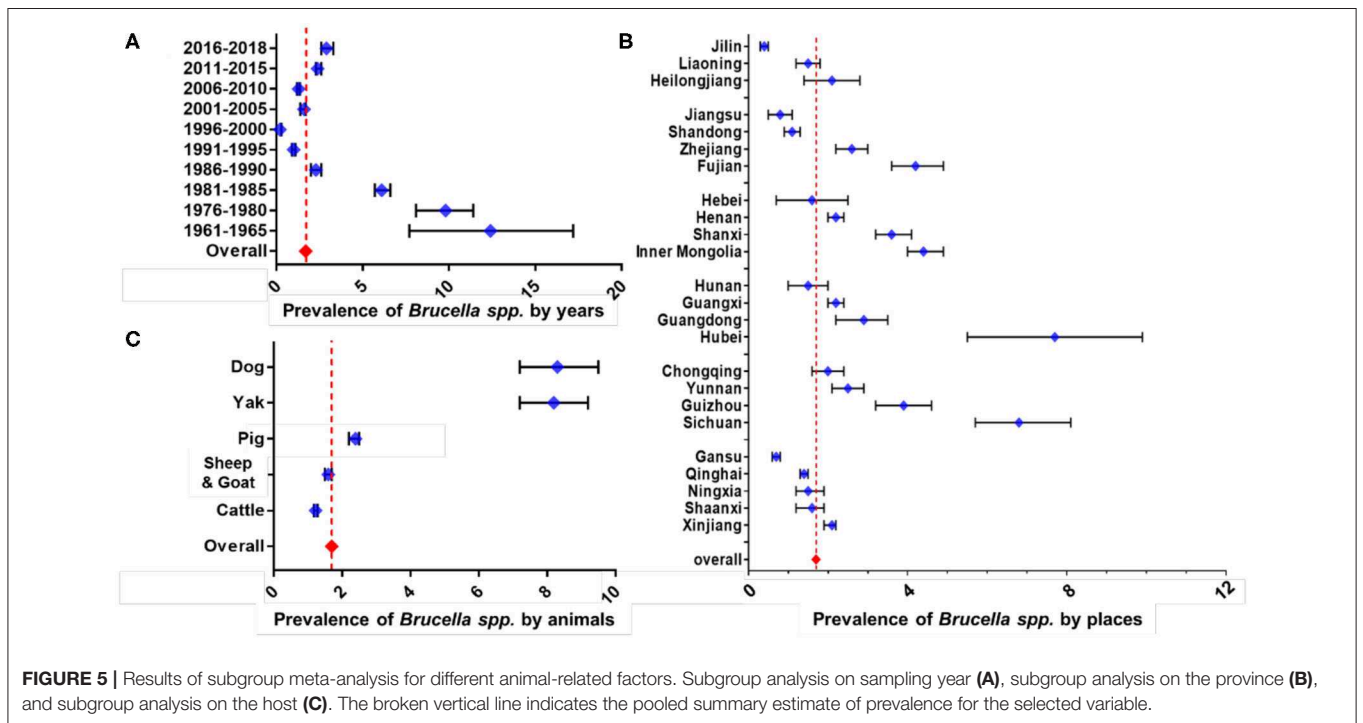 A
2016-2018
2011-2015
2006-2010
2001-2005
1996-2000
1991-1995
1986-1990
1981-1985
1976-1980
1961-1965
Overall
0 5 10 15 20
Prevalence of Brucella spp. by years
C
Dog
Yak
Pig
Sheep
& Goat
Cattle
Overall
0 2 4 6 8 10
Prevalence of Brucella spp. by animals
B
Jilin
Liaoning
Heilongjiang
Jiangsu
Shandong
Zhejiang
Fujian
Hebei
Henan
Shanxi
Inner Mongolia
Hunan
Guangxi
Guangdong
Hubei
Chongqing
Yunnan
Guizhou
Sichuan
Gansu
Qinghai
Ningxia
Shaanxi
Xinjiang
overall
0 4 8 12
Prevalence of Brucella spp. by places
FIGURE 5 | Results of subgroup meta-analysis for different animal-related factors. Subgroup analysis on sampling year (A), subgroup analysis on the province (B),
and subgroup analysis on the host (C). The broken vertical line indicates the pooled summary estimate of prevalence for the selected variable.